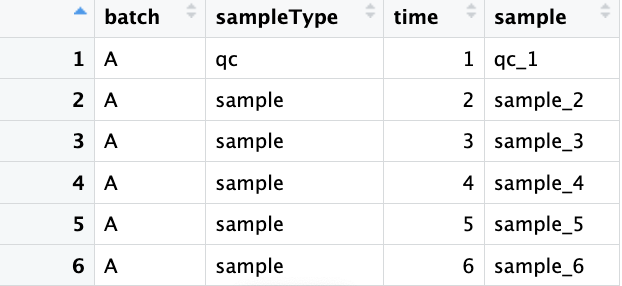 batch sampleType time sample
1 A qc 1 qc_1
2 A sample 2 sample_2
3 A sample 3 sample_3
4 A sample 4 sample_4
5 A sample 5 sample_5
6 A sample 6 sample_6